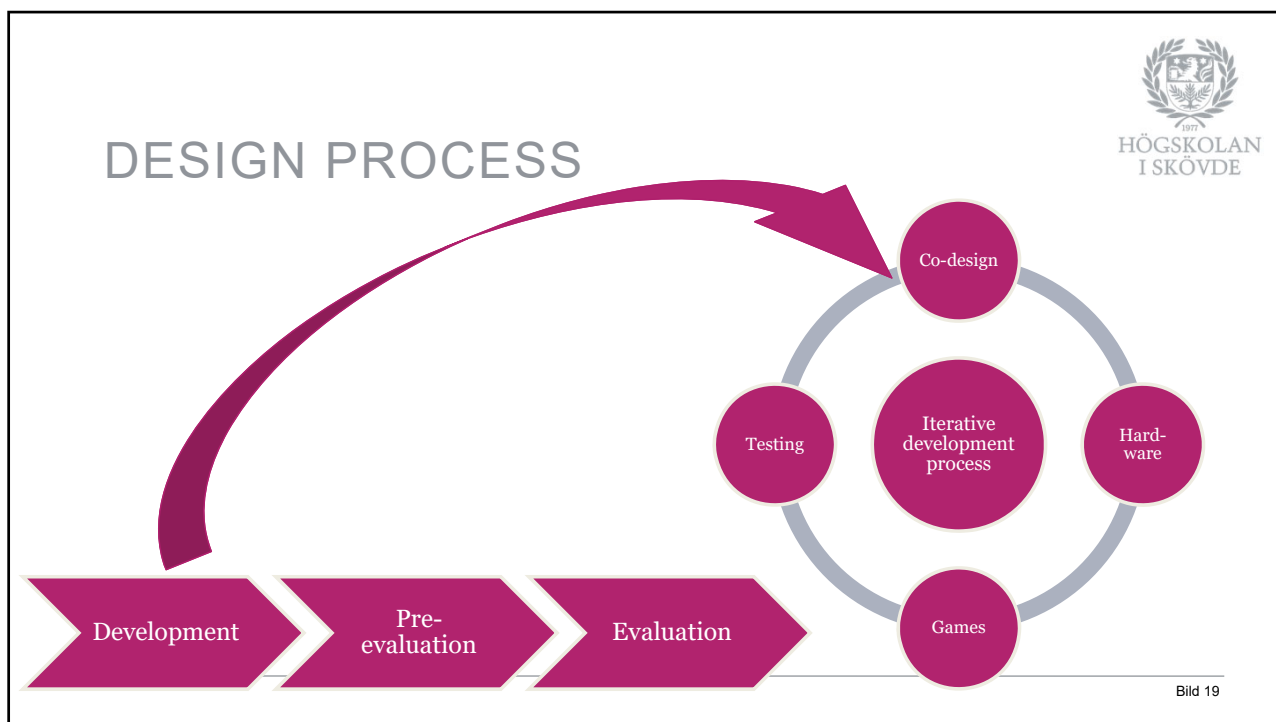 DESIGN PROCESS
1977
HÖGSKOLAN
I SKÖVDE
Co-design
Testing
Iterative
development
process
Hard-
ware
Games
Development
Pre-
evaluation
Evaluation
Bild 19